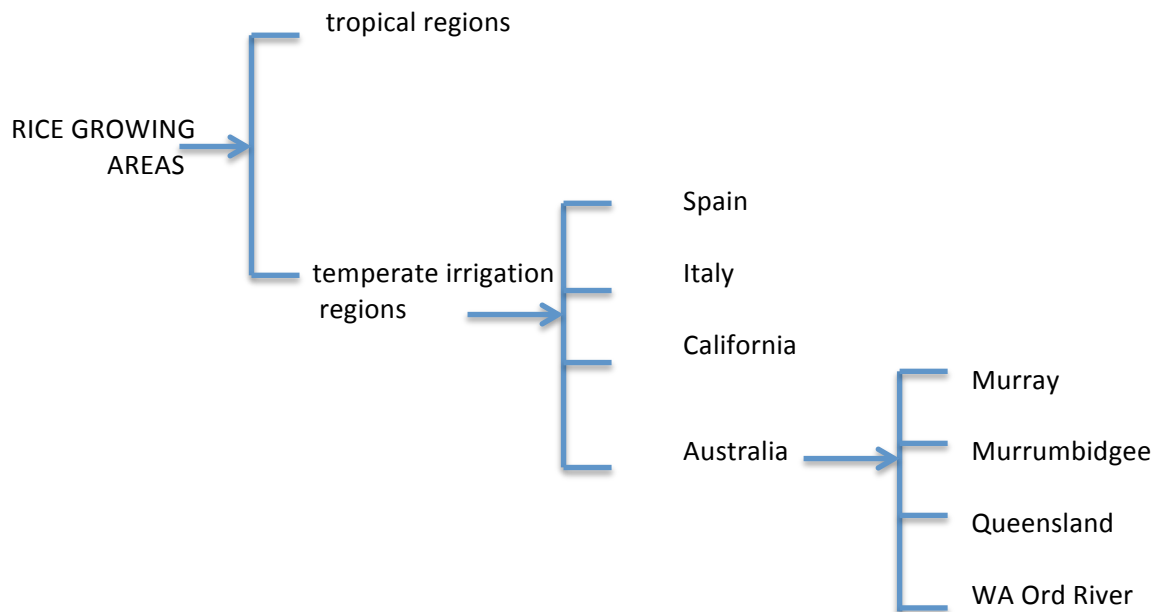 tropical regions
RICE GROWING
AREAS
temperate irrigation
regions
Spain
Italy
California
Australia
Murray
Murrumbidgee
Queensland
WA Ord River